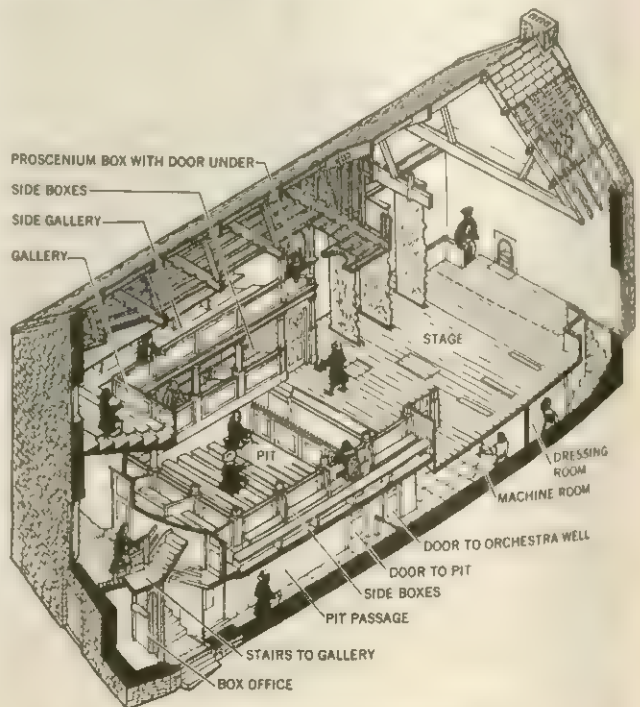 PROSCENIUM BOX WITH DOOR UNDER
SIDE BOXES
SIDE GALLERY
GALLERY
STAGE
PIT
DRESSING
ROOM
MACHINE ROOM
DOOR TO ORCHESTRA WELL
DOOR TO PIT
SIDE BOXES
PIT PASSAGE
STAIRS TO GALLERY
BOX OFFICE